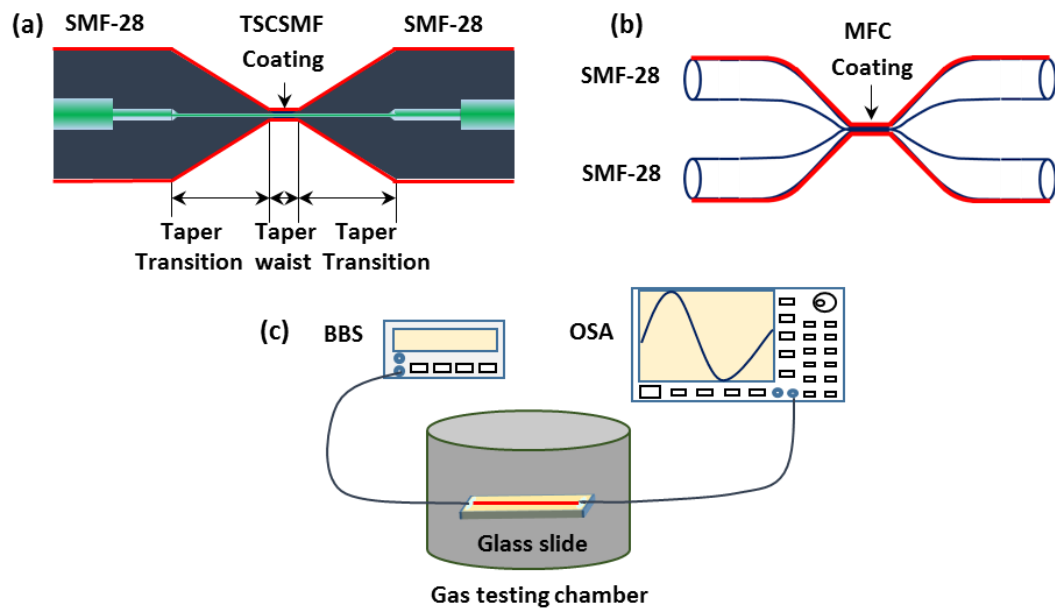 (a)
SMF-28
TSCSMF
SMF-28
Coating
Taper
Transition
Taper
waist
Taper
Transition
(b)
MFC
Coating
SMF-28
SMF-28
(c)
BBS
OSA
Glass slide
Gas testing chamber